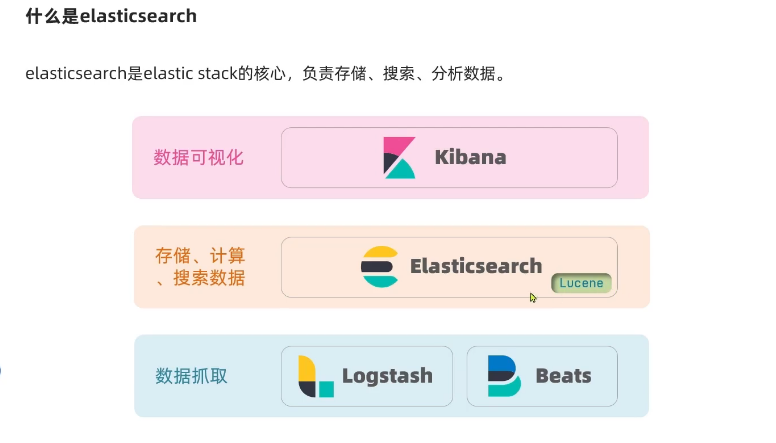 什么是elasticsearch
elasticsearch是elastic stack的核心，负责存储、搜索、分析数据。
数据可视化
Kibana
存储、计算
、搜索数据
Elasticsearch
Lucene
数据抓取
Logstash
Beats